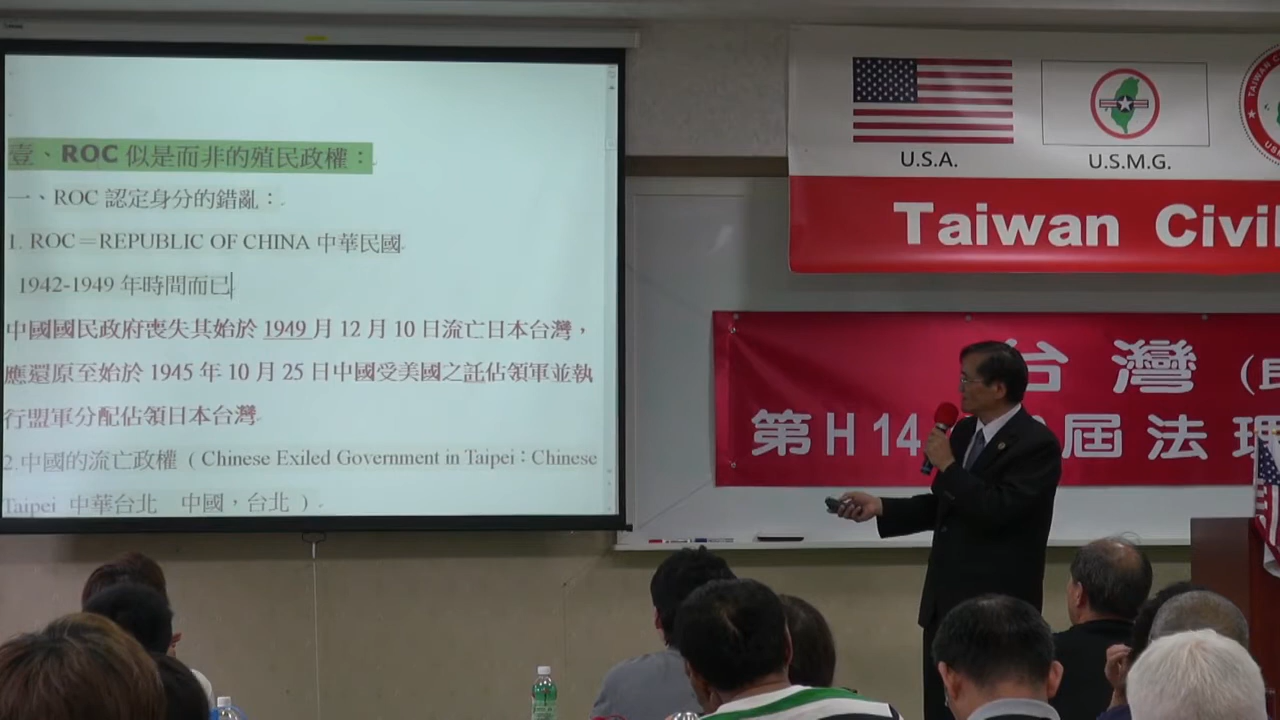 壹、ROC 似是而非的殖民政權：
一、ROC 認定身分的錯亂：
1. ROC＝REPUBLIC OF CHINA 中華民國
1942-1949 年時間而已
中國國民政府喪失其始於 1949 月 12 月 10 日流亡日本台灣，
應還原至始於 1945 年 10 月 25 日中國受美國之託佔領軍並執
行盟軍分配佔領日本台灣
2.中國的流亡政權（Chinese Exiled Government in Taipei：Chinese
Taipei 中華台北 中國，台北 ）
U.S.A.
U.S.M.G.
Taiwan Civil
台灣（
第H14 屆法理